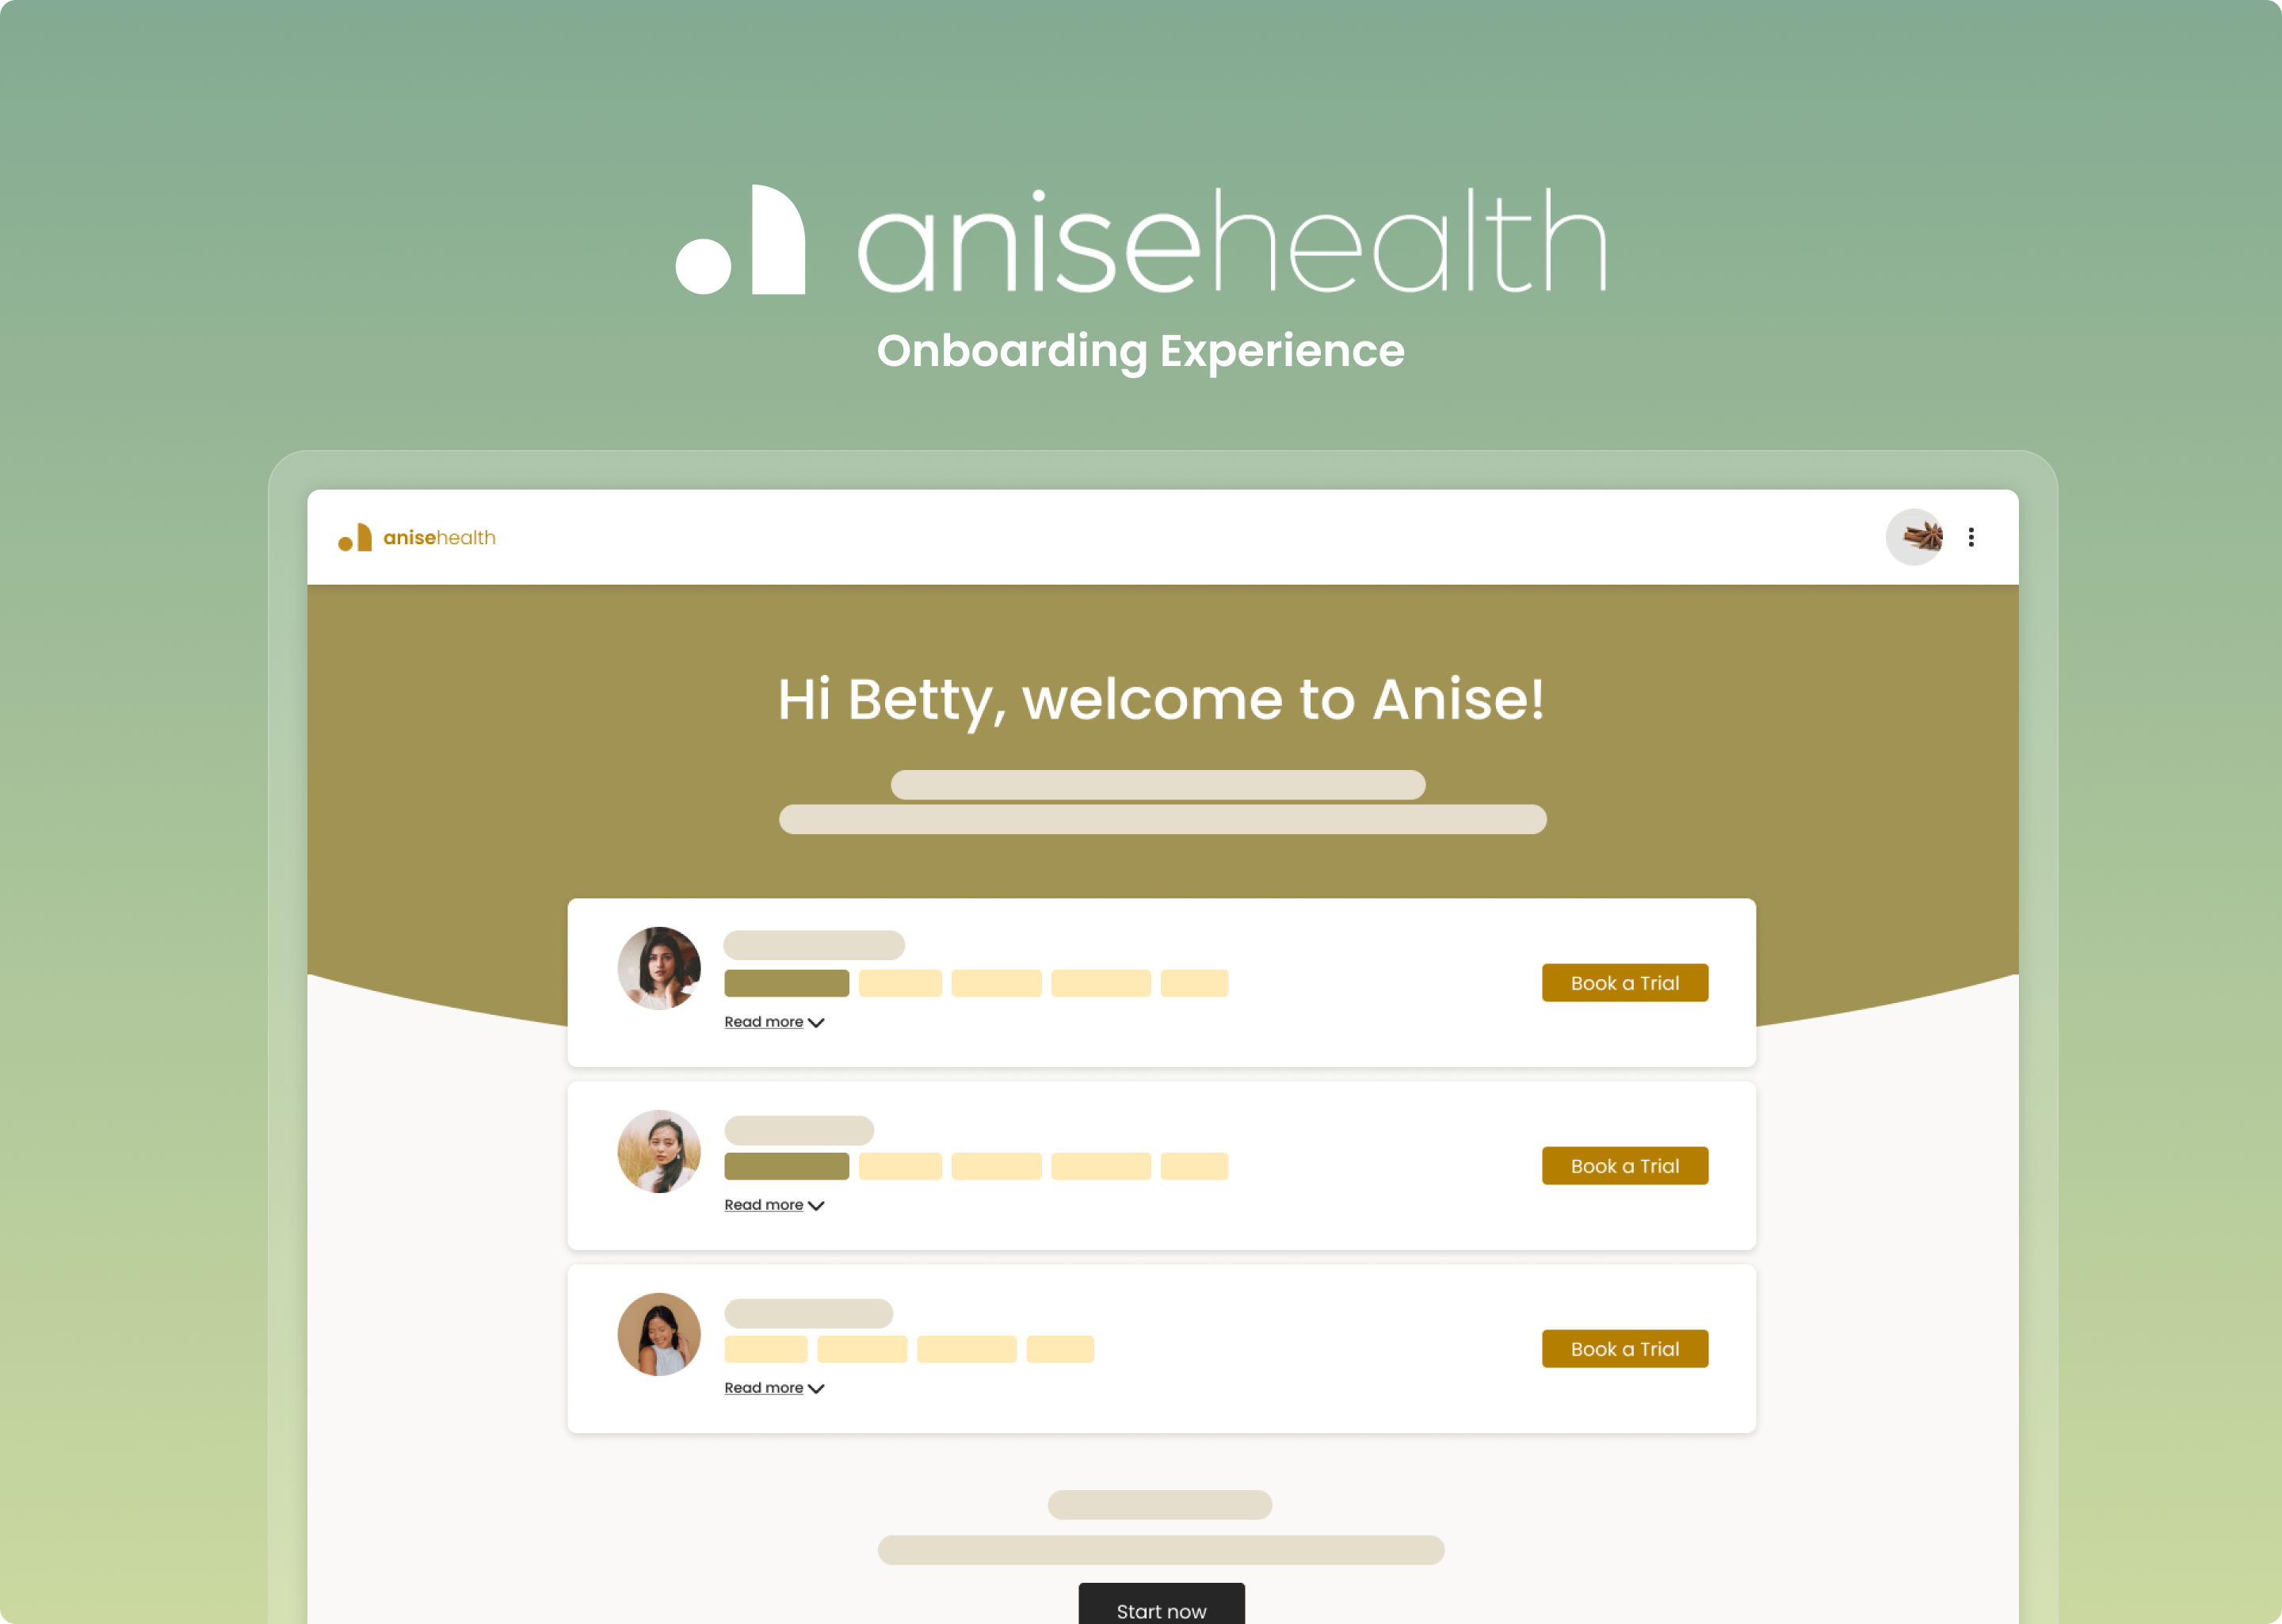 anisehealth
Onboarding Experience
anisehealth
Hi Betty, welcome to Anise!
Book a Trial
Read more
Book a Trial
Read more
Book a Trial
Read more
Start now